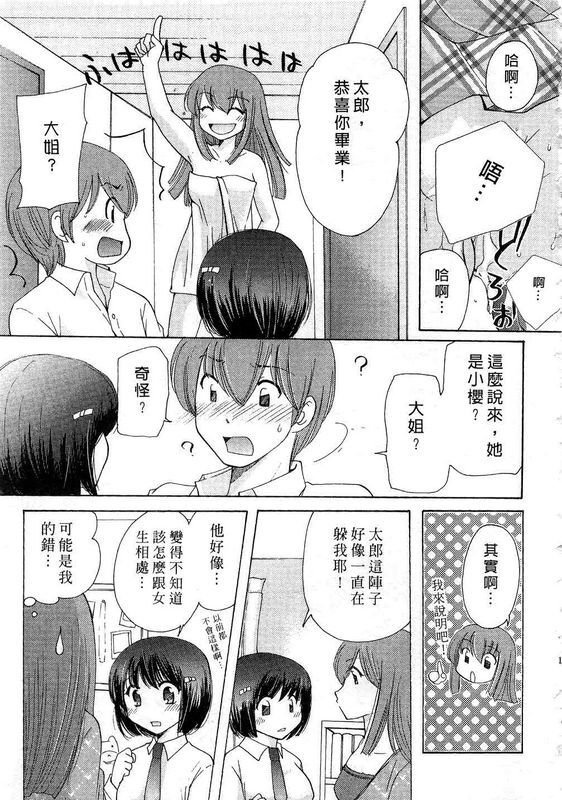 哈啊…
唔…
どろぉ
啊…
哈啊…
太郎，
恭喜你畢業！
ふはははははは
大姐？
這麼說來，她
是小櫻？
大姐？
奇怪？
？
？
其實啊…
我來說明吧！
太郎這陣子
好像一直在
躲我耶！
他好像…
變得不知道
該怎麼跟女
生相處…
以前都
不會這樣啊…
可能是我
的錯…
1